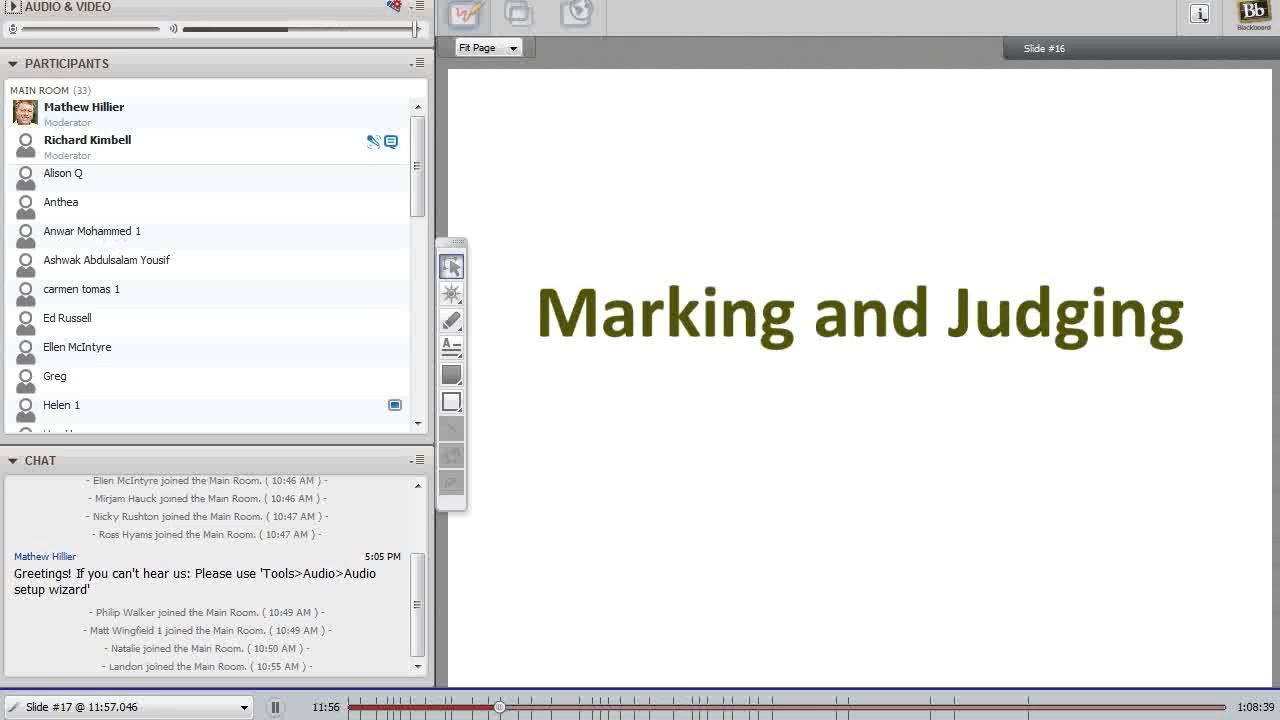 AUDIO & VIDEO
PARTICIPANTS
MAIN ROOM (33)
Mathew Hillier
Moderator
Richard Kimbell
Moderator
Alison Q
Anthea
Anwar Mohammed 1
Ashwak Abdulsalam Yousif
carmen tomas 1
Ed Russell
Ellen McIntyre
Greg
Helen 1
CHAT
- Ellen McIntyre joined the Main Room. ( 10:46 AM ) -
- Mirjam Hauck joined the Main Room. ( 10:46 AM ) -
- Nicky Rushton joined the Main Room. ( 10:47 AM ) -
- Ross Hyams joined the Main Room. ( 10:47 AM ) -
Mathew Hillier 5:05 PM
Greetings! If you can't hear us: Please use 'Tools>Audio>Audio
setup wizard'
- Philip Walker joined the Main Room. ( 10:49 AM ) -
- Matt Wingfield 1 joined the Main Room. ( 10:49 AM ) -
- Natalie joined the Main Room. ( 10:50 AM ) -
- Landon joined the Main Room. ( 10:55 AM ) -
Bb
Blackboard
Fit Page
Slide #16
Marking and Judging
Slide #17 @ 11:57.046
11:56
1:08:39